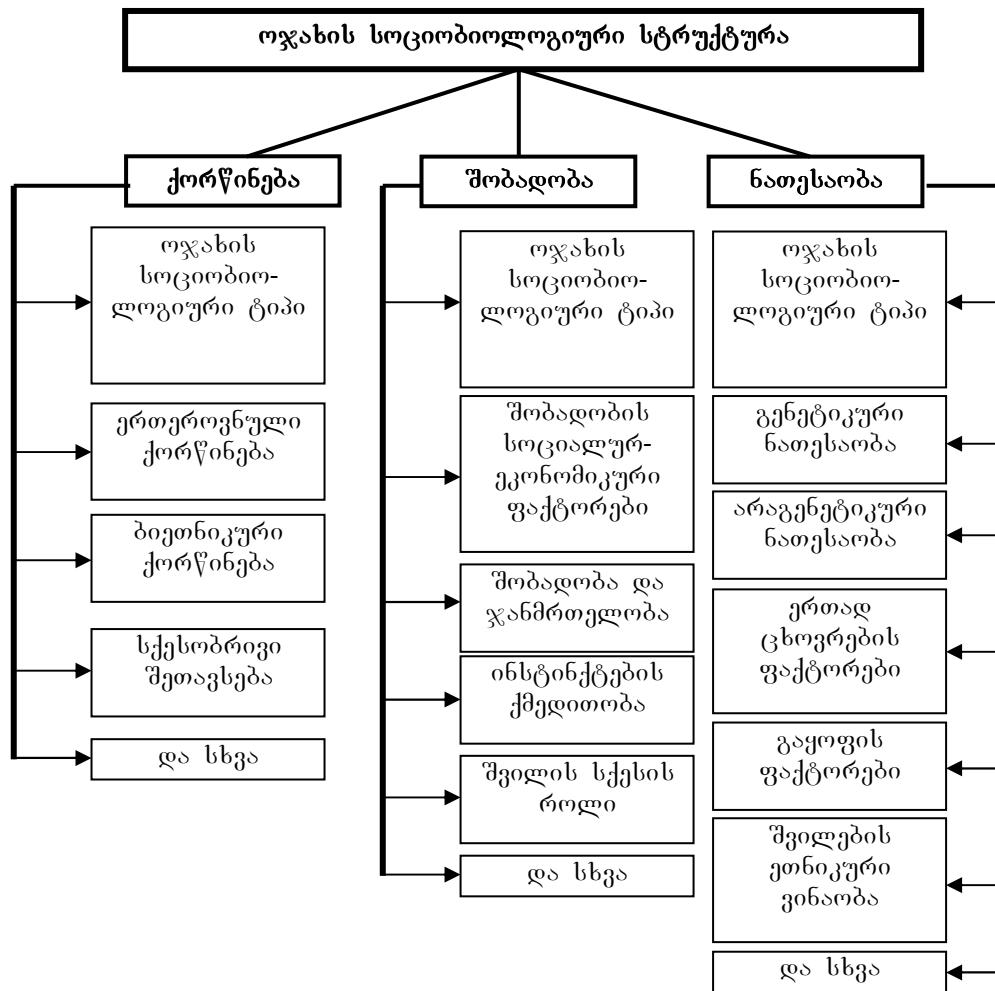 ოჯახის სოციობიოლოგიური სტრუქტურა
ქორწინება
შობადობა
ნათესაობა
ოჯახის
სოციობიო-
ლოგიური ტიპი
ერთეროვნული
ქორწინება
ბიეთნიკური
ქორწინება
სქესობრივი
შეთავსება
და სხვა
ოჯახის
სოციობიო-
ლოგიური ტიპი
შობადობის
სოციალურ-
ეკონომიკური
ფაქტორები
შობადობა და
ჯანმრთელობა
ინსტინქტების
ქმედითობა
შვილის სქესის
როლი
და სხვა
ოჯახის
სოციობიო-
ლოგიური ტიპი
გენეტიკური
ნათესაობა
არაგენეტიკური
ნათესაობა
ერთად
ცხოვრების
ფაქტორები
გაყოფის
ფაქტორები
შვილების
ეთნიკური
ვინაობა
და სხვა